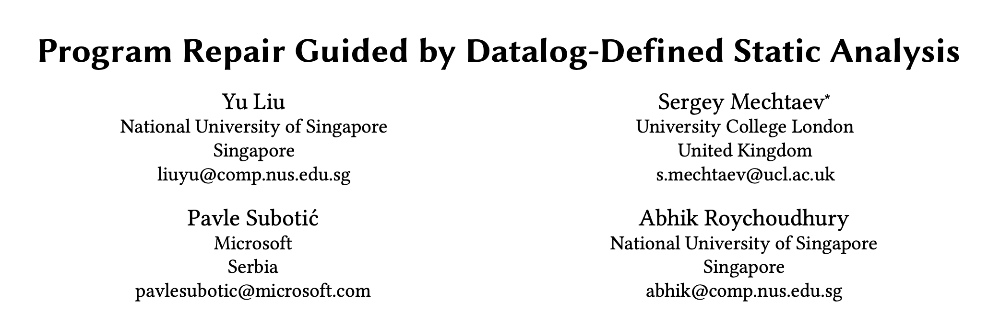 Program Repair Guided by Datalog-Defined Static Analysis
Yu Liu
National University of Singapore
Singapore
liuyu@comp.nus.edu.sg
Sergey Mechtaev*
University College London
United Kingdom
s.mechtaev@ucl.ac.uk
Pavle Subotić
Microsoft
Serbia
pavlesubotic@microsoft.com
Abhik Roychoudhury
National University of Singapore
Singapore
abhik@comp.nus.edu.sg